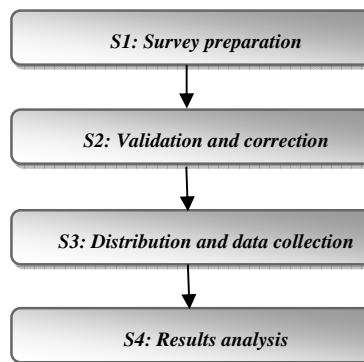 S1: Survey preparation
S2: Validation and correction
S3: Distribution and data collection
S4: Results analysis